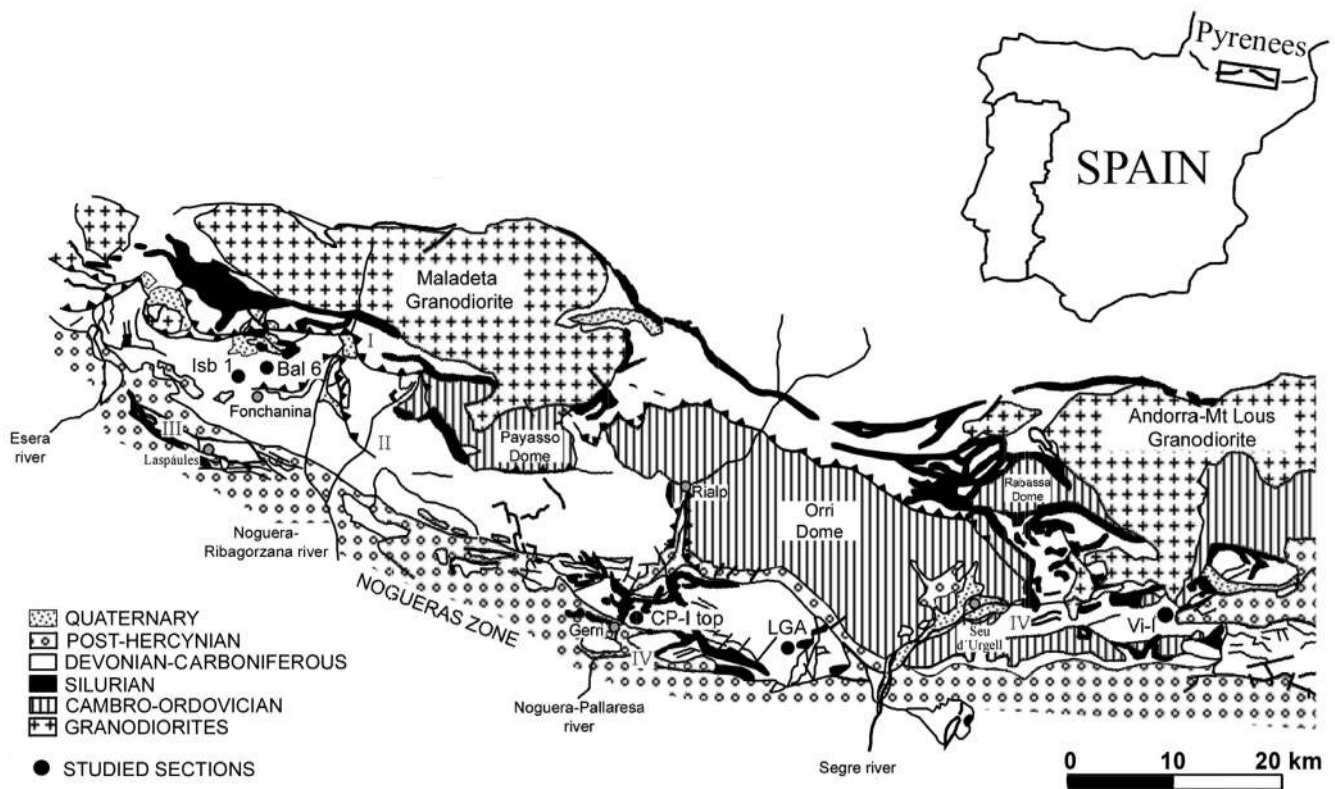 Pyrenees
SPAIN
Maladeta
Granodiorite
I
Isb 1
Bal 6
Fonchanina
Andorra-Mt Lous
Granodiorite
Esera
river
III
Laspáules
II
Payasso
Dome
Rialp
Rabassa
Dome
Orri
Dome
Noguera-
Ribagorzana river
NOGUERAS ZONE
Seu
d'Urgell
IV
Vi-I
CP-I top
LGA
Gerri
IV
Noguera-Pallaresa
river
Segre river
QUATERNARY
POST-HERCYNIAN
DEVONIAN-CARBONIFEROUS
SILURIAN
CAMBRO-ORDOVICIAN
GRANODIORITES
STUDIED SECTIONS
0 10 20 km